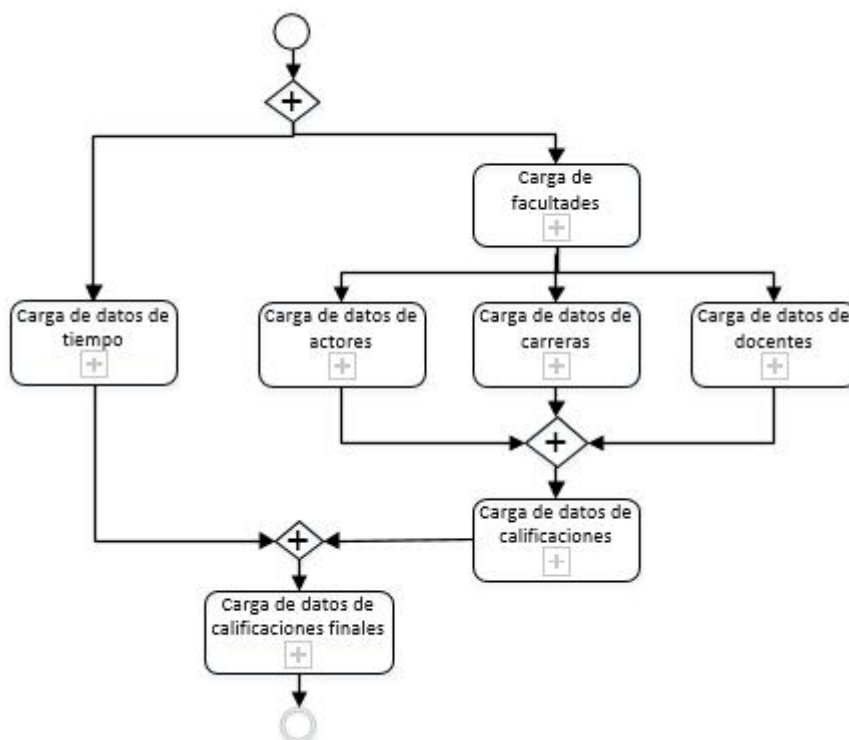 Carga de
facultades
Carga de datos de
tiempo
Carga de datos de
actores
Carga de datos de
carreras
Carga de datos de
docentes
Carga de datos de
calificaciones
Carga de datos de
calificaciones finales